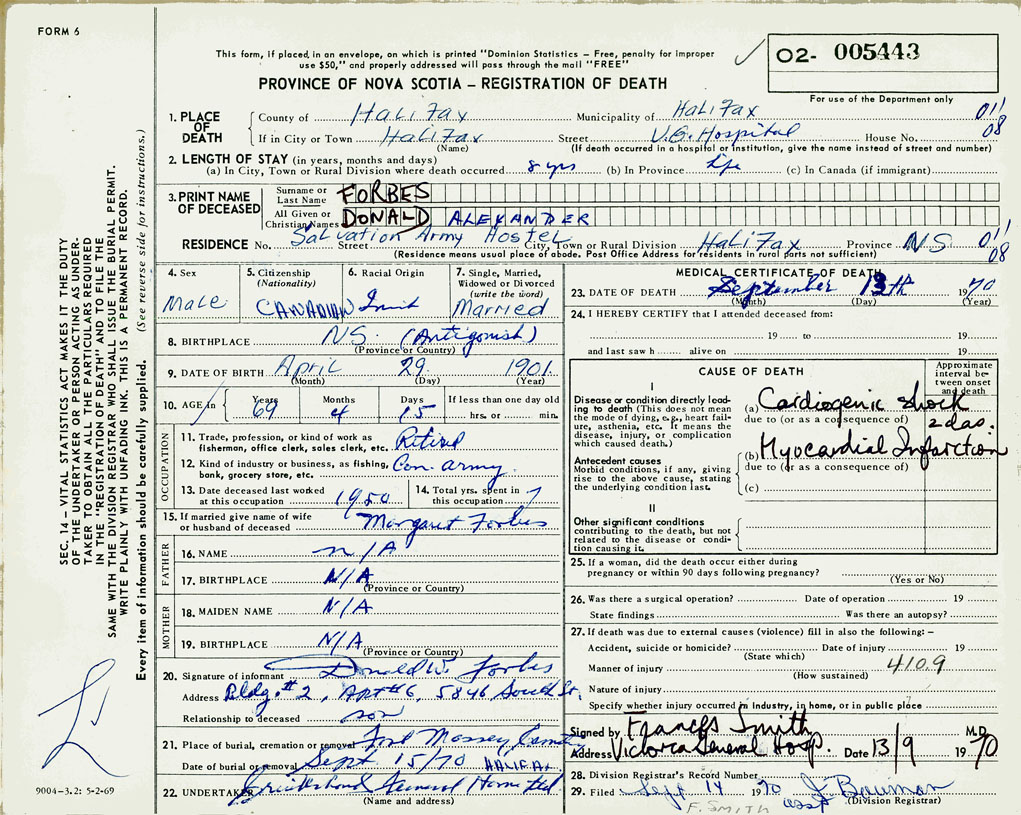 FORM 6
This form, if placed in an envelope, on which is printed "Dominion Statistics – Free, penalty for improper
use $50," and properly addressed will pass through the mail "FREE"
O2- 005443
PROVINCE OF NOVA SCOTIA – REGISTRATION OF DEATH
For use of the Department only
1. PLACE OF DEATH
County of Halifax Municipality of Halifax 01
If in City or Town Halifax Street V.G. Hospital House No. 08
(Name) (If death occurred in a hospital or institution, give the name instead of street and number)
2. LENGTH OF STAY (in years, months and days)
(a) In City, Town or Rural Division where death occurred 8 yrs (b) In Province Life (c) In Canada (if immigrant)
3. PRINT NAME OF DECEASED
Surname or Last Name FORBES
All Given or Christian Names DONALD ALEXANDER
RESIDENCE No. Salvation Army Hostel Street City, Town or Rural Division Halifax Province NS 01
(Residence means usual place of abode. Post Office Address for residents in rural parts not sufficient) 08
4. Sex
Male
5. Citizenship
(Nationality)
CANADIAN
6. Racial Origin
7. Single, Married,
Widowed or Divorced
(write the word)
Married
8. BIRTHPLACE NS (Antigonish)
(Province or Country)
9. DATE OF BIRTH April 29 1901
(Month) (Day) (Year)
10. AGE in Years 69 Months 4 Days 15 If less than one day old
hrs. or min.
OCCUPATION
11. Trade, profession, or kind of work as
fisherman, office clerk, sales clerk, etc. Retired
12. Kind of industry or business, as fishing,
bank, grocery store, etc. Can. army
13. Date deceased last worked
at this occupation 1950
14. Total yrs. spent in
this occupation 7
15. If married give name of wife
or husband of deceased Margaret Forbes
FATHER
16. NAME n/A
17. BIRTHPLACE N/A
(Province or Country)
MOTHER
18. MAIDEN NAME N/A
19. BIRTHPLACE N/A
(Province or Country)
20. Signature of informant Donald W. Forbes
Address Bldg. #2, Apt #6, 5846 South St.
Relationship to deceased son
21. Place of burial, cremation or removal Fort Massey
Date of burial or removal Sept 15/70 HALIFAX
22. UNDERTAKER Funeral Home
(Name and address)
MEDICAL CERTIFICATE OF DEATH
23. DATE OF DEATH September 13th 1970
(Month) (Day) (Year)
24. I HEREBY CERTIFY that I attended deceased from:
19 to 19
and last saw h alive on 19
CAUSE OF DEATH
Approximate
interval be-
tween onset
and death
I
Disease or condition directly lead-
ing to death (This does not mean
the mode of dying, e.g., heart fail-
ure, asthenia, etc. It means the
disease, injury, or complication
which caused death.)
(a) Cardiogenic shock
due to (or as a consequence of)
2 das.
Antecedent causes
Morbid conditions, if any, giving
rise to the above cause, stating
the underlying condition last.
(b) Myocardial Infarction
due to (or as a consequence of)
(c)
II
Other significant conditions
contributing to the death, but not
related to the disease or condi-
tion causing it.
25. If a woman, did the death occur either during
pregnancy or within 90 days following pregnancy?
(Yes or No)
26. Was there a surgical operation? Date of operation 19
State findings Was there an autopsy?
27. If death was due to external causes (violence) fill in also the following: –
Accident, suicide or homicide? Date of injury 19
(State which)
Manner of injury 410.9
(How sustained)
Nature of injury
Specify whether injury occurred in industry, in home, or in public place
Signed by Francis Smith M.D.
Address Victoria General Hosp. Date 13/9 1970
28. Division Registrar's Record Number
29. Filed Sept 14 1970 J Bauman
(Division Registrar)
F. SMITH asst
SEC. 14 – VITAL STATISTICS ACT MAKES IT THE DUTY
OF THE UNDERTAKER OR PERSON ACTING AS UNDER-
TAKER TO OBTAIN ALL THE PARTICULARS REQUIRED
IN THE "REGISTRATION OF DEATH" AND TO FILE THE
SAME WITH THE DIVISION REGISTRAR WHO SHALL ISSUE THE BURIAL PERMIT.
WRITE PLAINLY WITH UNFADING INK. THIS IS A PERMANENT RECORD.
Every item of information should be carefully supplied. (See reverse side for instructions.)
9004-3.2: 5-2-69